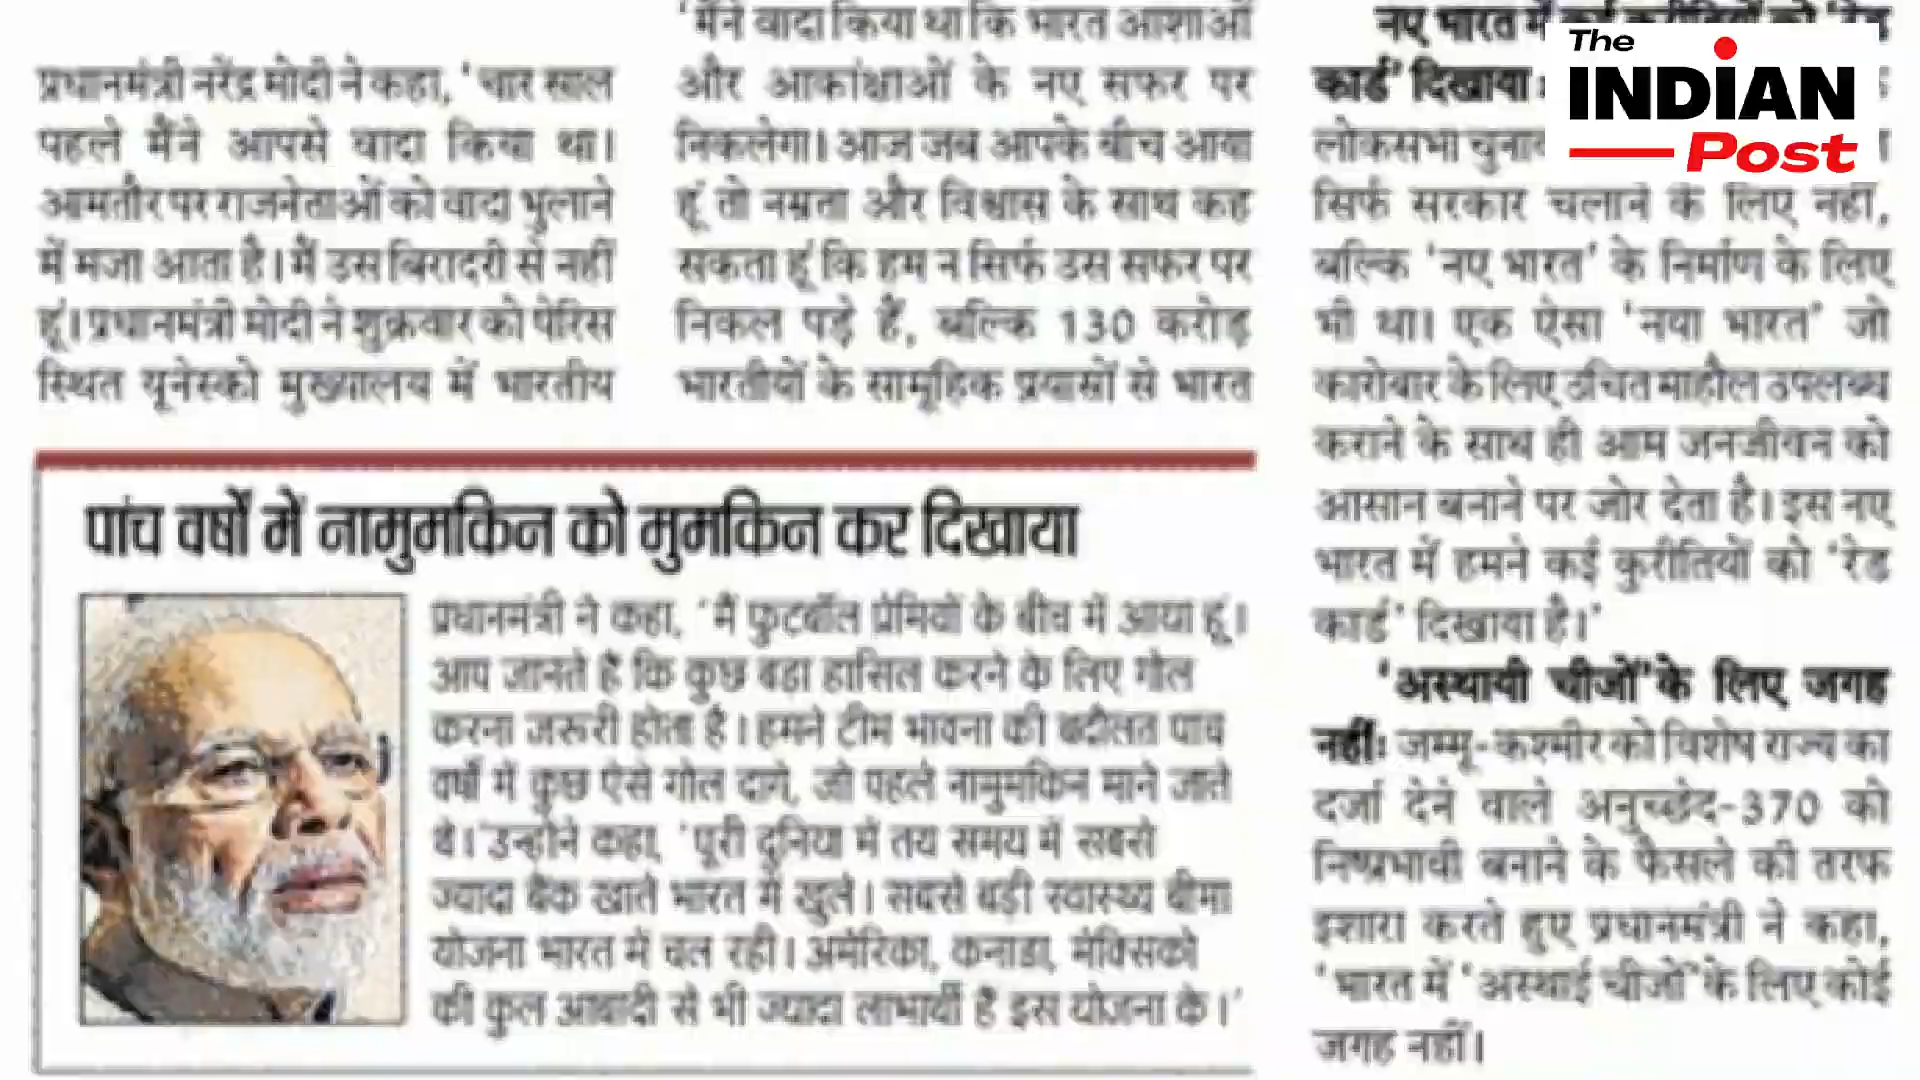 प्रधानमंत्री नरेंद्र मोदी ने कहा, 'चार साल
पहले मैंने आपसे वादा किया था।
आमतौर पर राजनेताओं को वादा भुलाने
में मजा आता है। मैं उस बिरादरी से नहीं
हूं। प्रधानमंत्री मोदी ने शुक्रवार को पेरिस
स्थित यूनेस्को मुख्यालय में भारतीय
'मैंने वादा किया था कि भारत आशाओं
और आकांक्षाओं के नए सफर पर
निकलेगा। आज जब आपके बीच आया
हूं तो नम्रता और विश्वास के साथ कह
सकता हूं कि हम न सिर्फ उस सफर पर
निकल पड़े हैं, बल्कि 130 करोड़
भारतीयों के सामूहिक प्रयासों से भारत
पांच वर्षों में नामुमकिन को मुमकिन कर दिखाया
प्रधानमंत्री ने कहा, 'मैं फुटबॉल प्रेमियों के बीच में आया हूं।
आप जानते हैं कि कुछ बडा हासिल करने के लिए गोल
करना जरूरी होता है। हमने टीम भावना की बदौलत पांच
वर्षों में कुछ ऐसे गोल दागे, जो पहले नामुमकिन माने जाते
थे।' उन्होंने कहा, 'पूरी दुनिया में तय समय में सबसे
ज्यादा बैंक खाते भारत में खुले। सबसे बड़ी स्वास्थ्य बीमा
योजना भारत में चल रही। अमेरिका, कनाडा, मेक्सिको
की कुल आबादी से भी ज्यादा लाभार्थी हैं इस योजना के।'
नए भारत में कई कुरीतियों को 'रेड
कार्ड' दिखाया
लोकसभा चुनाव
सिर्फ सरकार चलाने के लिए नहीं,
बल्कि 'नए भारत' के निर्माण के लिए
भी था। एक ऐसा 'नया भारत' जो
कारोबार के लिए उचित माहौल उपलब्ध
कराने के साथ ही आम जनजीवन को
आसान बनाने पर जोर देता है। इस नए
भारत में हमने कई कुरीतियों को 'रेड
कार्ड' दिखाया है।'
'अस्थायी चीजों' के लिए जगह
नहीं: जम्मू-कश्मीर को विशेष राज्य का
दर्जा देने वाले अनुच्छेद-370 को
निष्प्रभावी बनाने के फैसले की तरफ
इशारा करते हुए प्रधानमंत्री ने कहा,
'भारत में 'अस्थाई चीजों' के लिए कोई
जगह नहीं।
The
INDIAN
Post